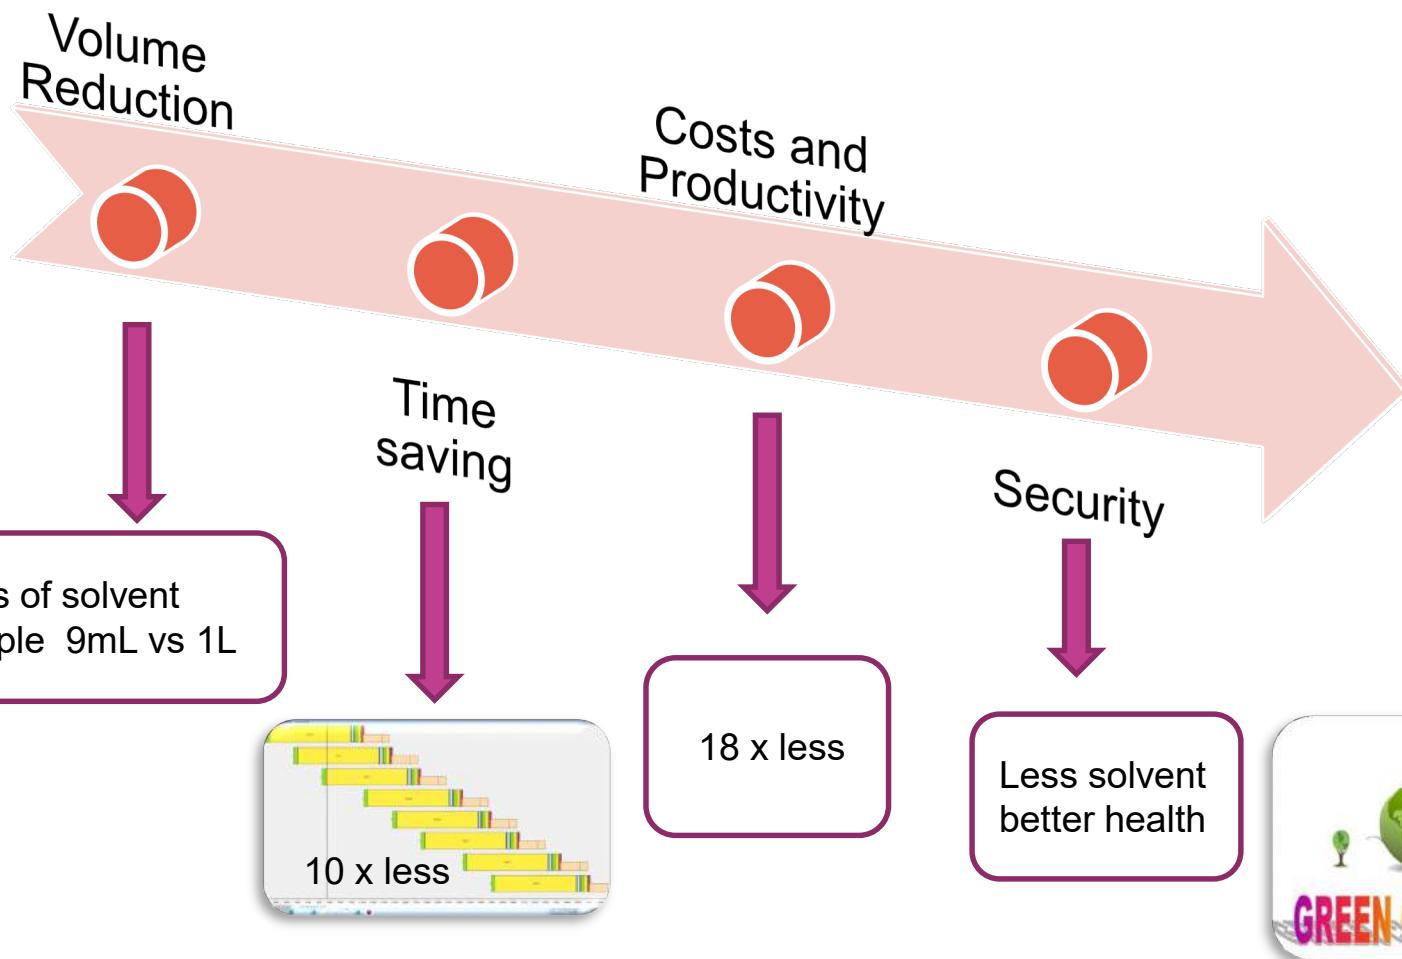 Volume
Reduction
Costs and
Productivity
Time
saving
Security
s of solvent
ple 9mL vs 1L
10 x less
18 x less
Less solvent
better health
GREEN